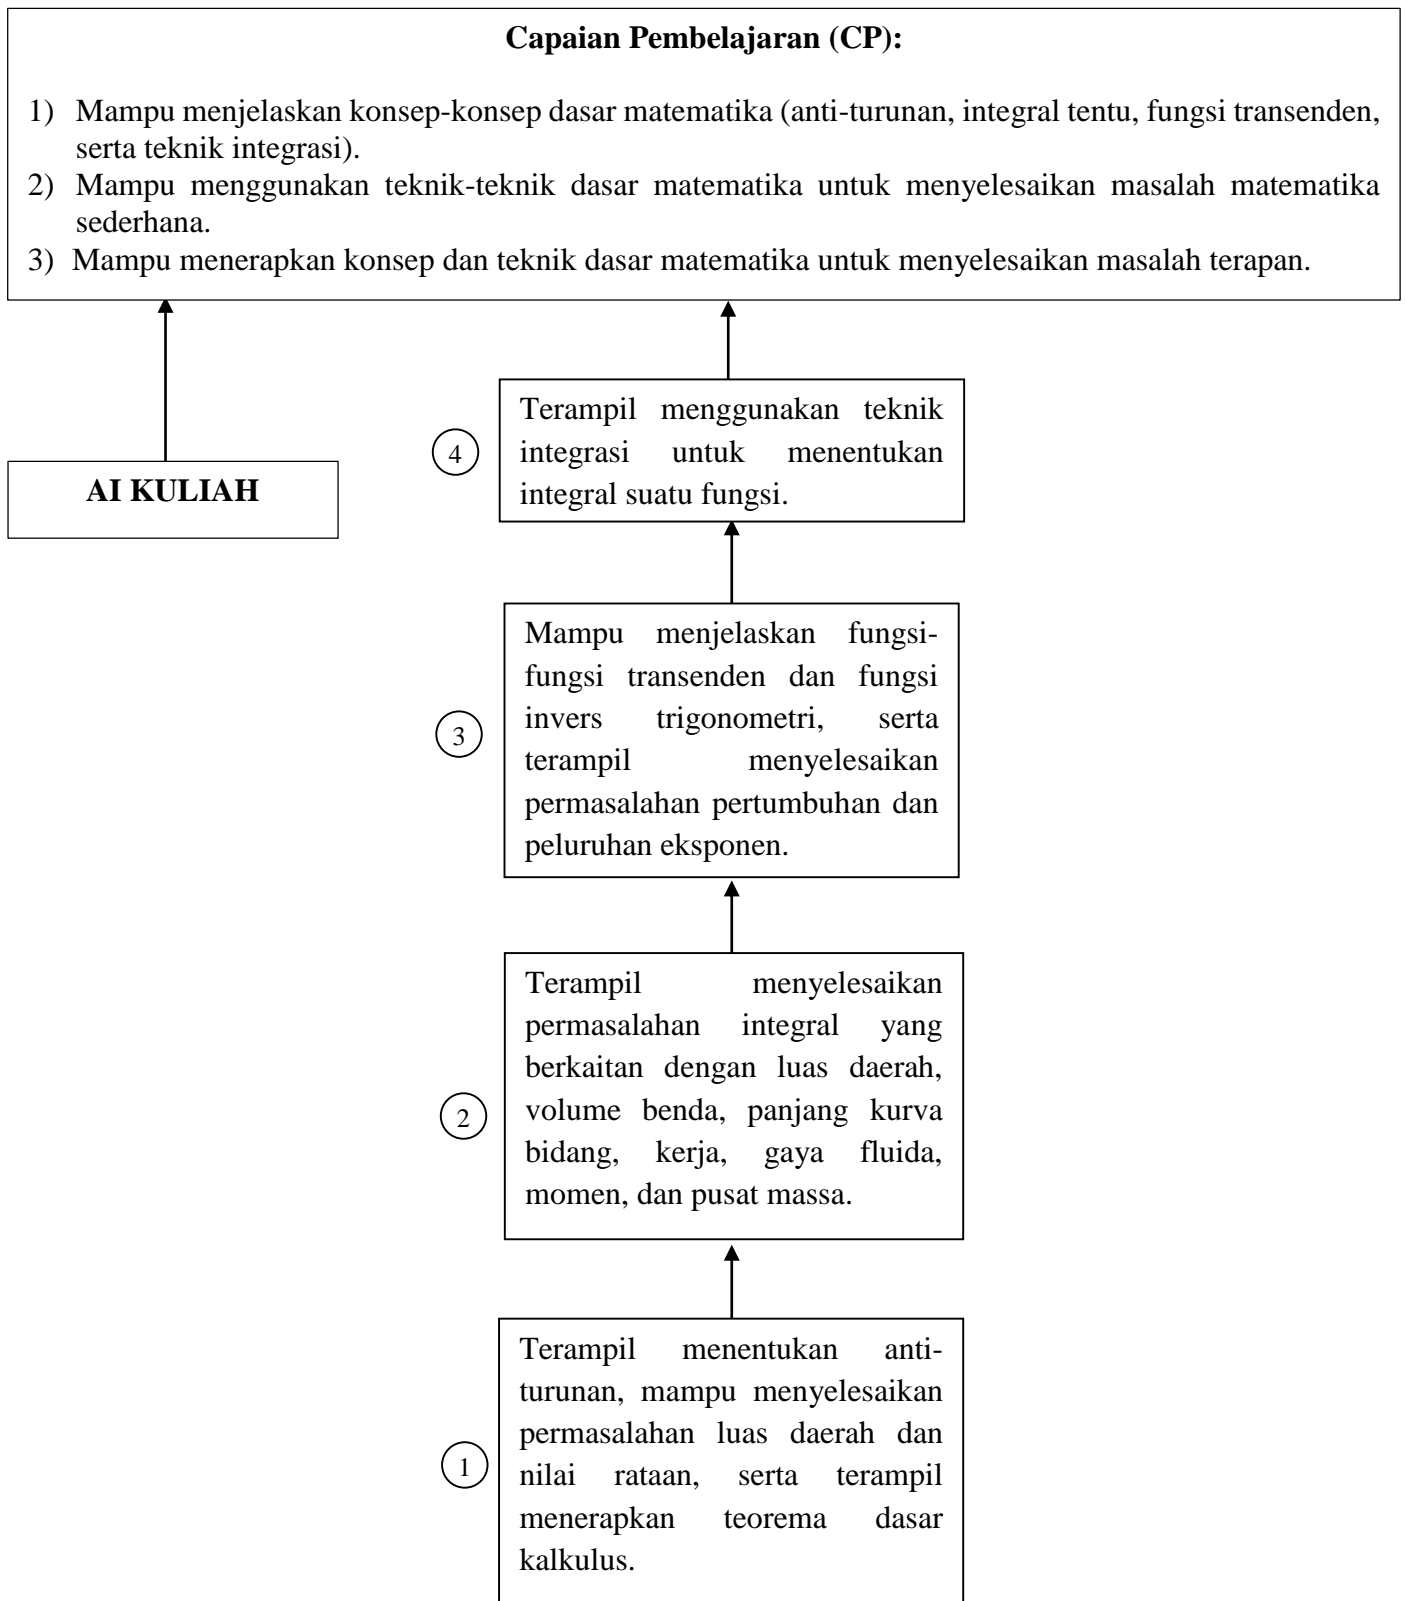 Capaian Pembelajaran (CP):
1) Mampu menjelaskan konsep-konsep dasar matematika (anti-turunan, integral tentu, fungsi transenden,
serta teknik integrasi).
2) Mampu menggunakan teknik-teknik dasar matematika untuk menyelesaikan masalah matematika
sederhana.
3) Mampu menerapkan konsep dan teknik dasar matematika untuk menyelesaikan masalah terapan.
AI KULIAH
4
Terampil menggunakan teknik
integrasi untuk menentukan
integral suatu fungsi.
3
Mampu menjelaskan fungsi-
fungsi transenden dan fungsi
invers trigonometri, serta
terampil menyelesaikan
permasalahan pertumbuhan dan
peluruhan eksponen.
2
Terampil menyelesaikan
permasalahan integral yang
berkaitan dengan luas daerah,
volume benda, panjang kurva
bidang, kerja, gaya fluida,
momen, dan pusat massa.
1
Terampil menentukan anti-
turunan, mampu menyelesaikan
permasalahan luas daerah dan
nilai rataan, serta terampil
menerapkan teorema dasar
kalkulus.